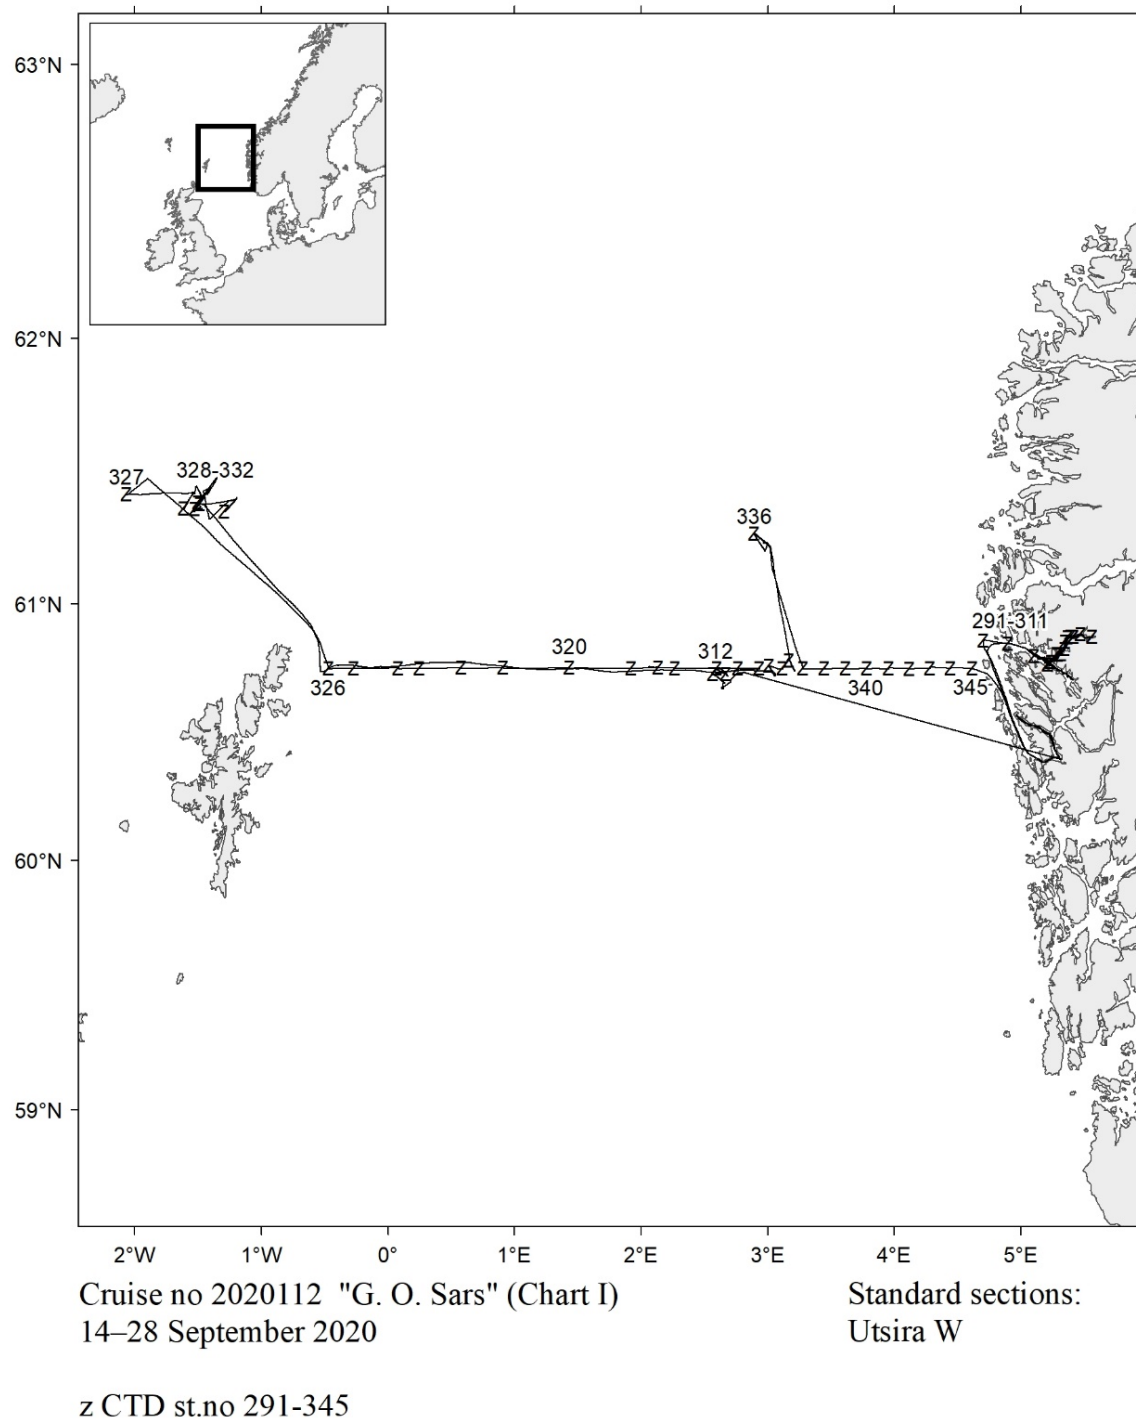 63°N
62°N
327 328-332
336
61°N
291-311
320
312
326
340
345
60°N
59°N
2°W 1°W 0° 1°E 2°E 3°E 4°E 5°E
Cruise no 2020112 "G. O. Sars" (Chart I)
14–28 September 2020
Standard sections:
Utsira W
z CTD st.no 291-345